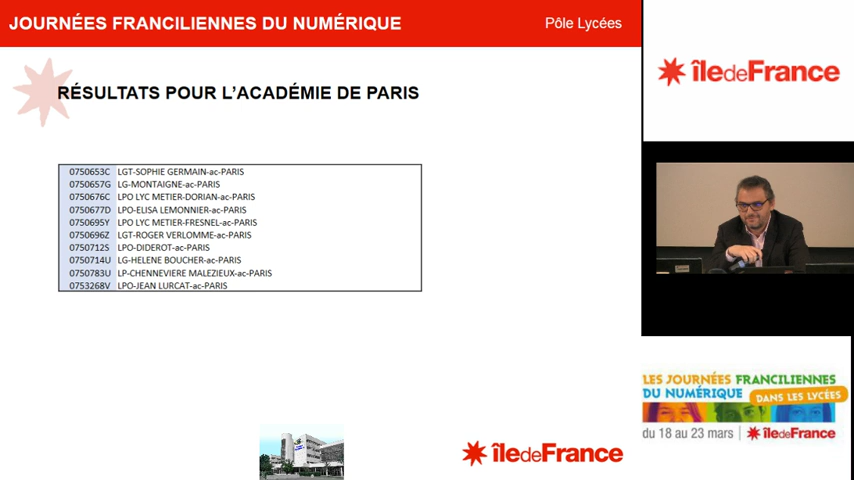 JOURNÉES FRANCILIENNES DU NUMÉRIQUE
Pôle Lycées
RÉSULTATS POUR L'ACADÉMIE DE PARIS
0750653C LGT-SOPHIE GERMAIN-ac-PARIS
0750657G LG-MONTAIGNE-ac-PARIS
0750676C LPO LYC METIER-DORIAN-ac-PARIS
0750677D LPO-ELISA LEMONNIER-ac-PARIS
0750695Y LPO LYC METIER-FRESNEL-ac-PARIS
0750696Z LGT-ROGER VERLOMME-ac-PARIS
0750712S LPO-DIDEROT-ac-PARIS
0750714U LG-HELENE BOUCHER-ac-PARIS
0750783U LP-CHENNEVIERE MALEZIEUX-ac-PARIS
0753268V LPO-JEAN LURCAT-ac-PARIS
îledeFrance
îledeFrance
LES JOURNÉES FRANCILIENNES
DU NUMÉRIQUE DANS LES LYCÉES
du 18 au 23 mars îledeFrance